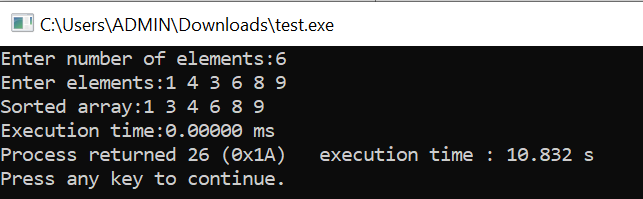 C:\Users\ADMIN\Downloads\test.exe
Enter number of elements:6
Enter elements:1 4 3 6 8 9
Sorted array:1 3 4 6 8 9
Execution time:0.00000 ms
Process returned 26 (0x1A)   execution time : 10.832 s
Press any key to continue.